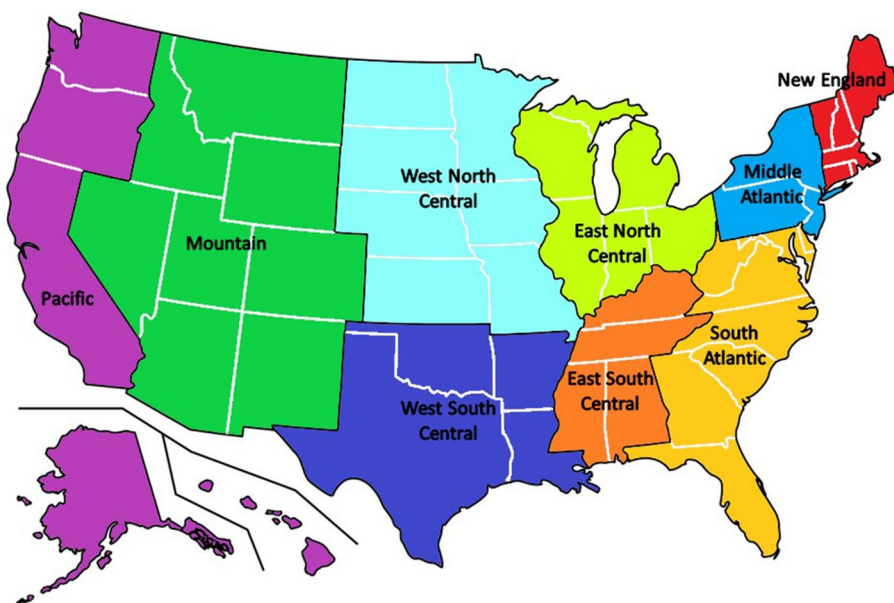 New England
Middle
Atlantic
West North
Central
East North
Central
Mountain
Pacific
South
Atlantic
East South
Central
West South
Central